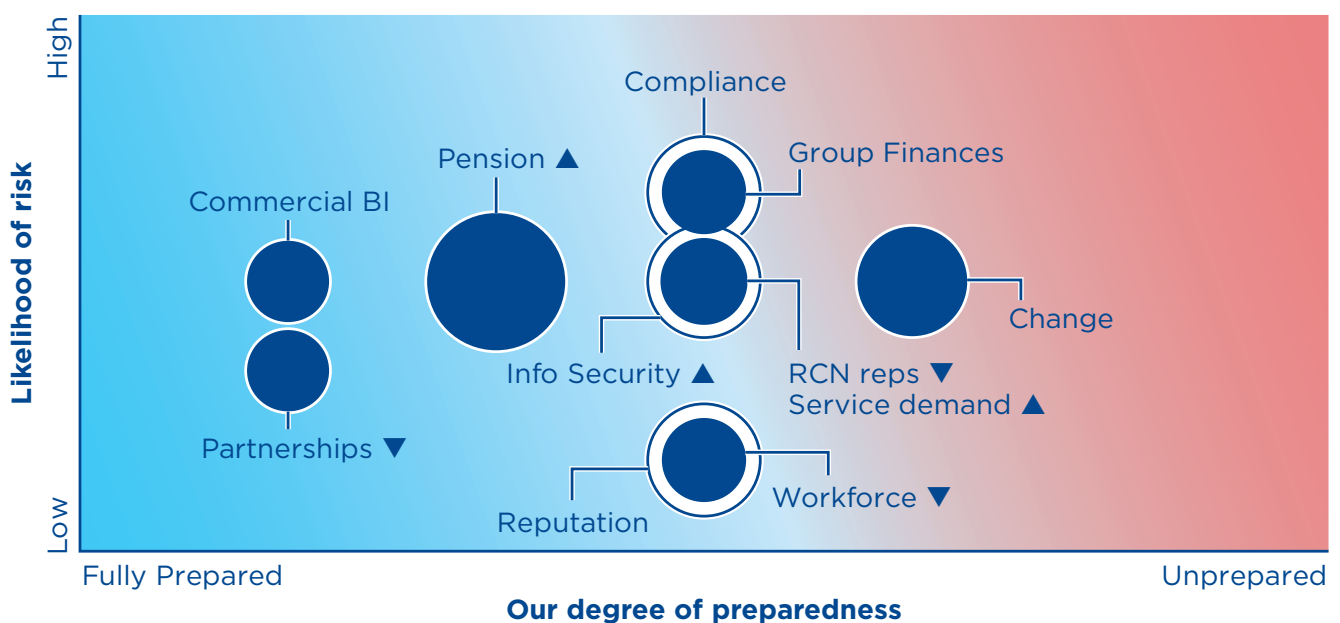 High
Likelihood of risk
Low
Compliance
Group Finances
Pension ▲
Commercial BI
Change
Info Security ▲
RCN reps ▼
Service demand ▲
Partnerships ▼
Workforce ▼
Reputation
Fully Prepared
Unprepared
Our degree of preparedness